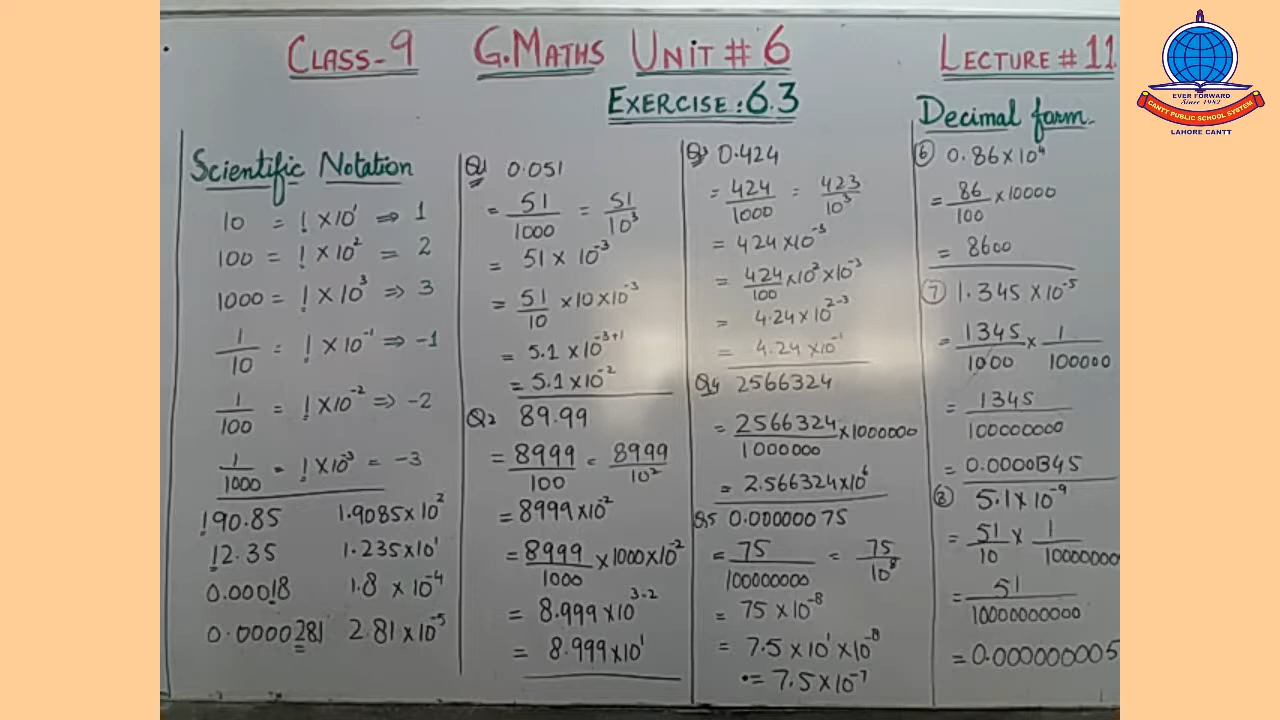 CLASS-9 G.MATHS UNIT # 6 LECTURE # 11
EXERCISE: 6.3
EVER FORWARD
Since 1982
CANTT PUBLIC SCHOOL SYSTEM
LAHORE CANTT
Scientific Notation
10 = ! ×10¹ ⇒ 1
100 = ! ×10² = 2
1000 = ! ×10³ ⇒ 3
1/10 = ! ×10⁻¹ ⇒ -1
1/100 = ! ×10⁻² ⇒ -2
1/1000 = ! ×10⁻³ = -3
190.85 1.9085×10²
12.35 1.235×10¹
0.00018 1.8 ×10⁻⁴
0.0000281 2.81×10⁻⁵
Q1 0.051
= 51/1000 = 51/10³
= 51 × 10⁻³
= 51/10 ×10×10⁻³
= 5.1 ×10⁻³⁺¹
= 5.1×10⁻²
Q2 89.99
= 8999/100 = 8999/10²
= 8999×10⁻²
= 8999/1000 ×1000×10⁻²
= 8.999×10³⁻²
= 8.999×10¹
Q3 0.424
= 424/1000 = 423/10³
= 424×10⁻³
= 424/100 ×10²×10⁻³
= 4.24×10²⁻³
= 4.24×10⁻¹
Q4 2566324
= 2566324/1000000 ×1000000
= 2.566324×10⁶
Q.5 0.00000075
= 75/100000000 = 75/10⁸
= 75 ×10⁻⁸
= 7.5 ×10¹ ×10⁻⁸
= 7.5×10⁻⁷
Decimal form
⑥ 0.86×10⁴
= 86/100 ×10000
= 8600
⑦ 1.345×10⁻⁵
= 1345/1000 × 1/100000
= 1345/100000000
= 0.00001345
⑧ 5.1×10⁻⁹
= 51/10 × 1/10000000
= 51/10000000000
= 0.000000005